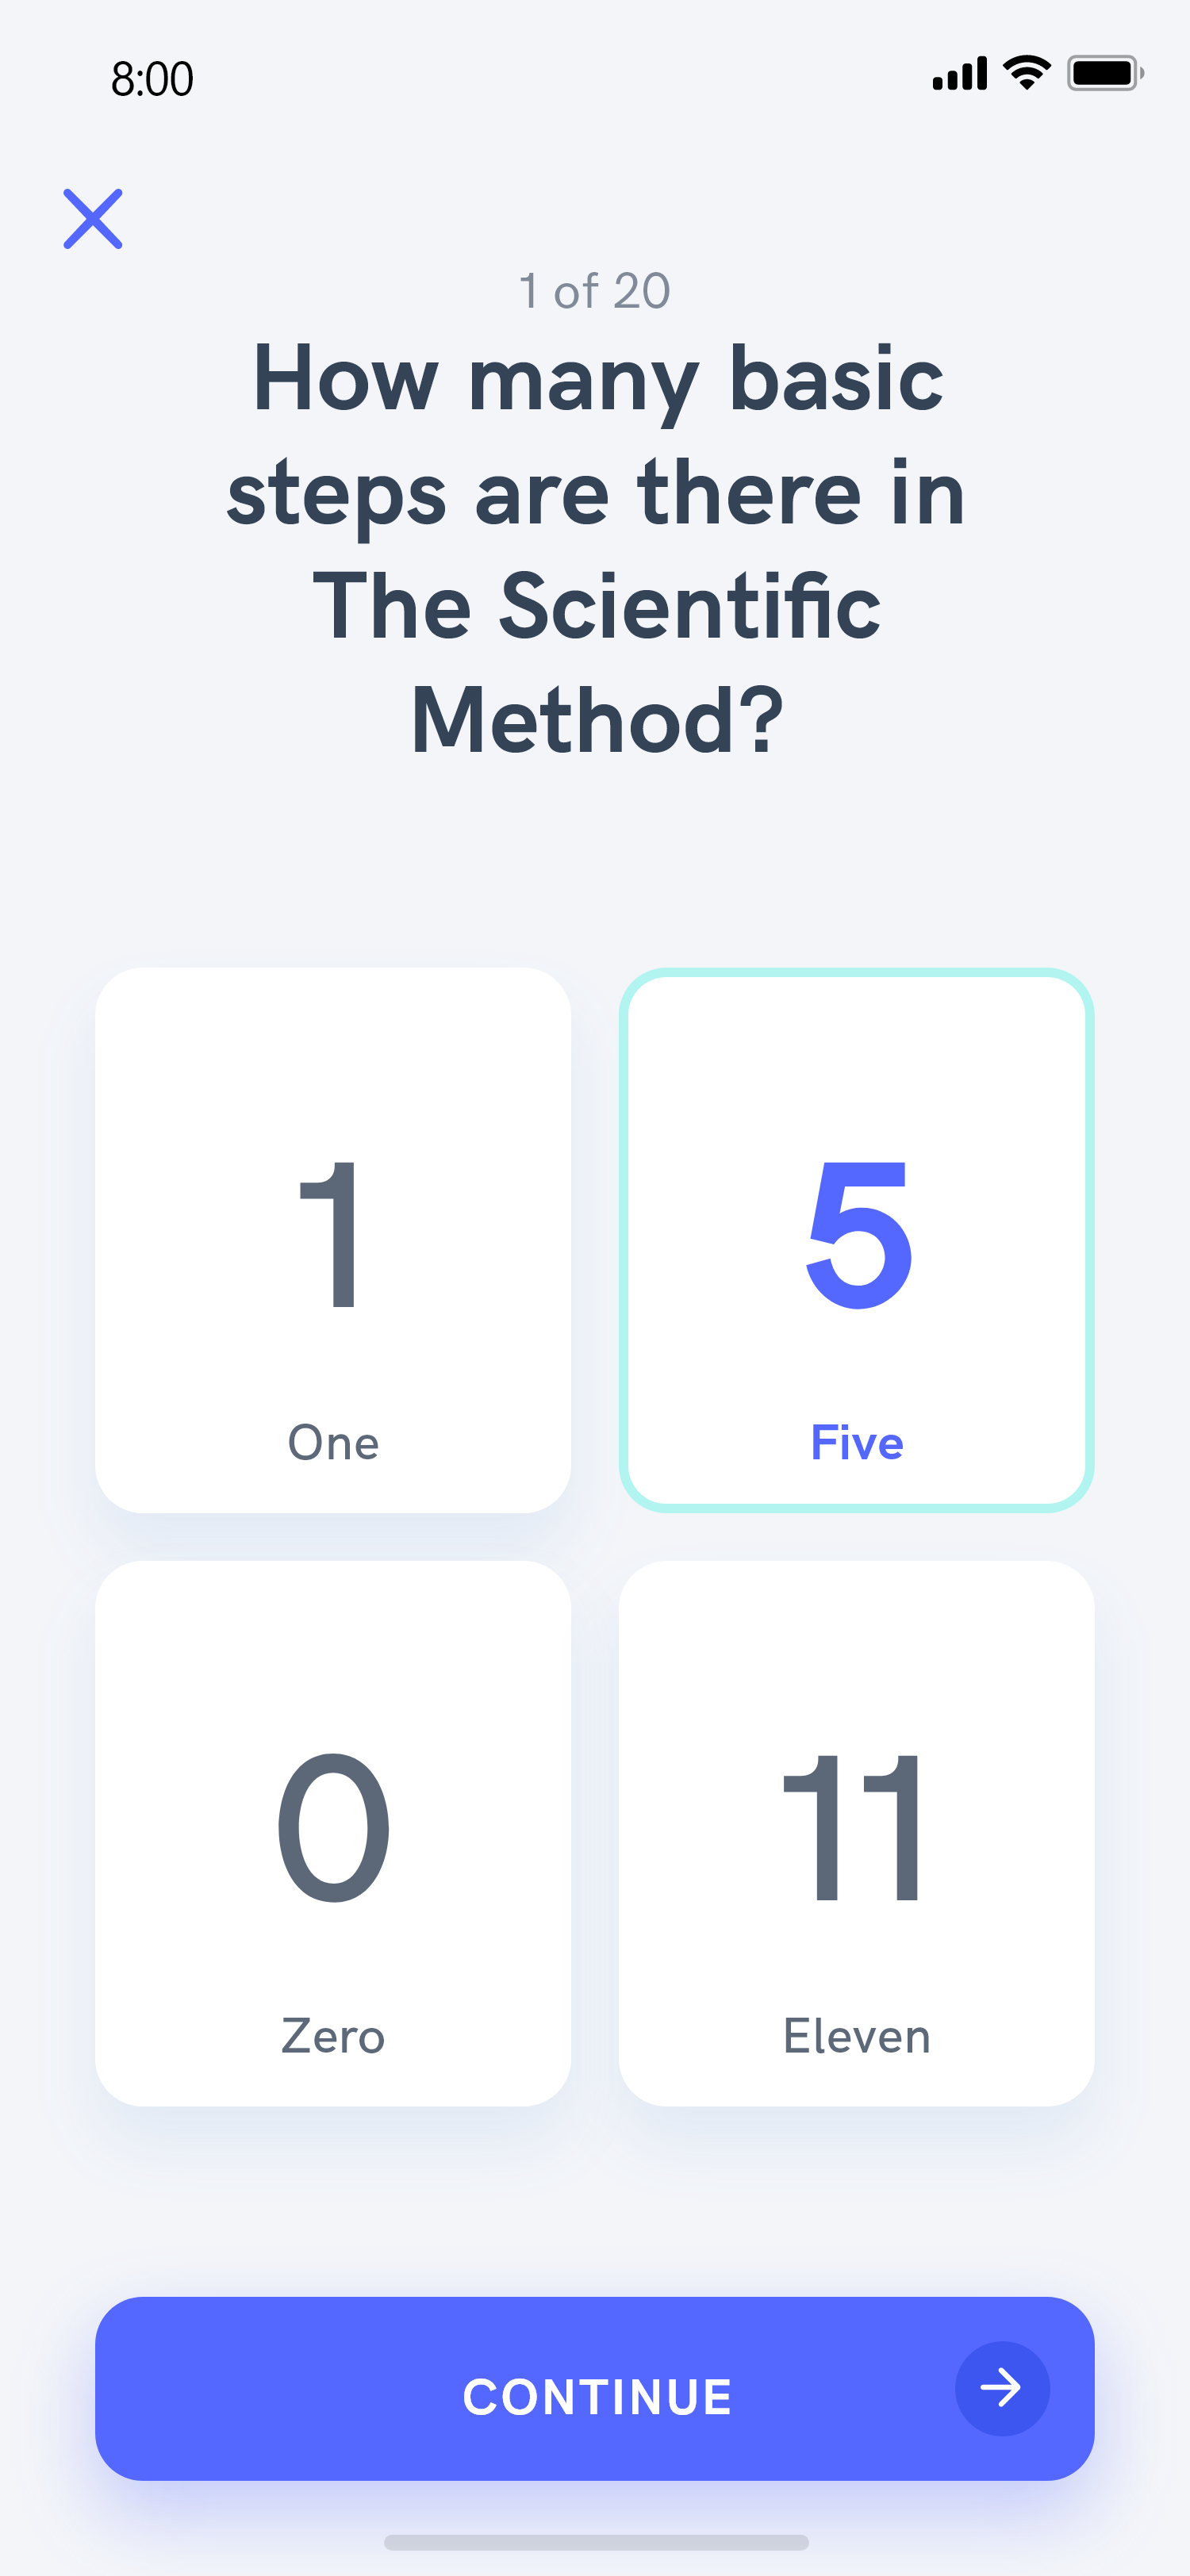 8:00
1 of 20
How many basic
steps are there in
The Scientific
Method?
1
One
5
Five
0
Zero
11
Eleven
CONTINUE